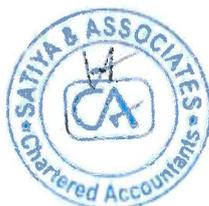 SATIYA & ASSOCIATES
CA
Chartered Accountants